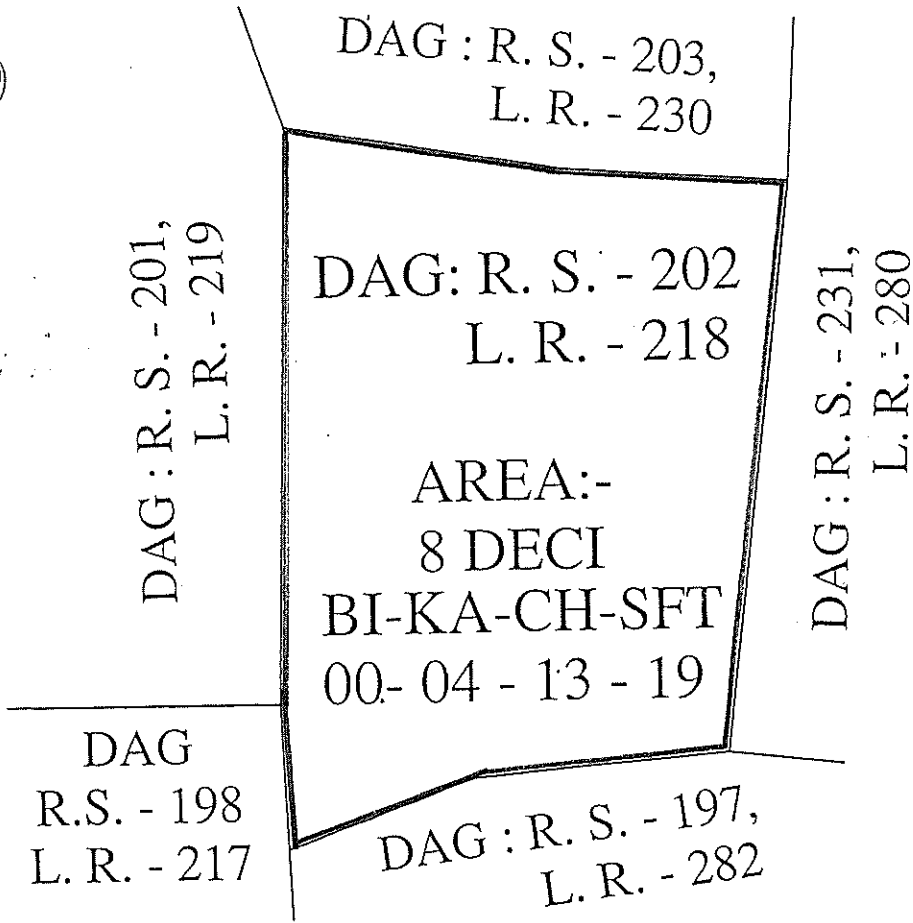 DAG : R. S. - 203,
L. R. - 230
DAG : R. S. - 201,
L. R. - 219
DAG: R. S. - 202
L. R. - 218
AREA:-
8 DECI
BI-KA-CH-SFT
00- 04 - 13 - 19
DAG : R. S. - 231,
L. R. - 280
DAG
R.S. - 198
L. R. - 217
DAG : R. S. - 197,
L. R. - 282